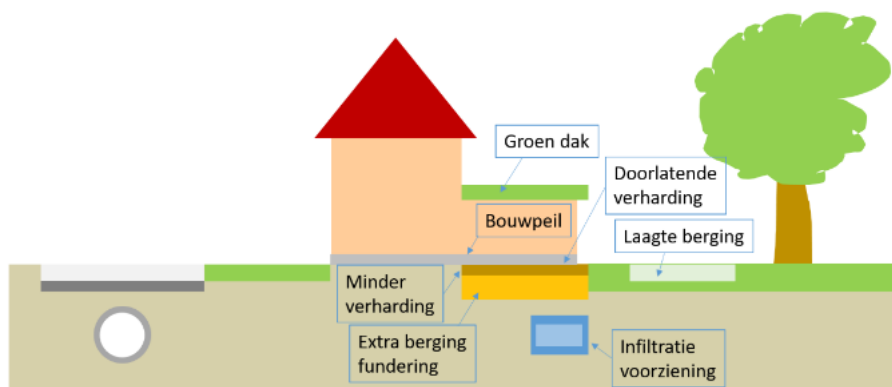 Groen dak
Doorlatende
verharding
Bouwpeil
Laagte berging
Minder
verharding
Extra berging
fundering
Infiltratie
voorziening